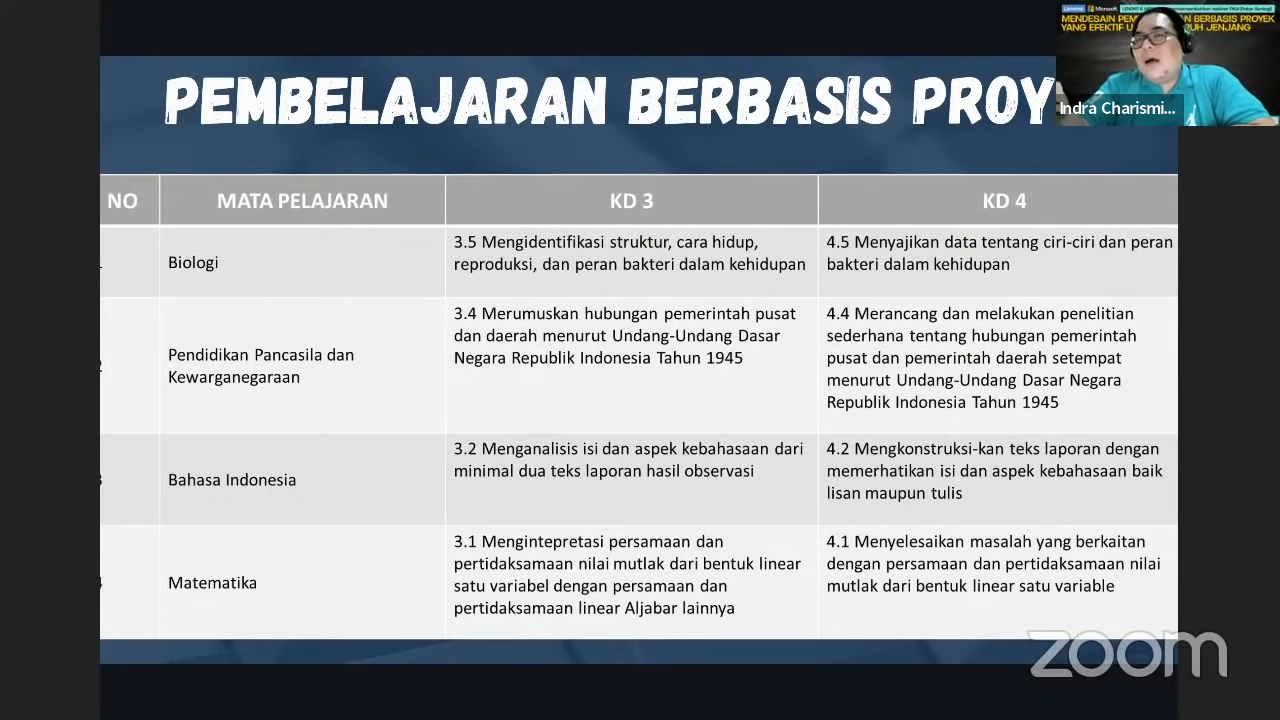 Lenovo Microsoft
MENDESAIN PEM BERBASIS PROYEK
YANG EFEKTIF U UH JENJANG
Indra Charismi...
PEMBELAJARAN BERBASIS PROY
NO MATA PELAJARAN KD 3 KD 4
Biologi
3.5 Mengidentifikasi struktur, cara hidup,
reproduksi, dan peran bakteri dalam kehidupan
4.5 Menyajikan data tentang ciri-ciri dan peran
bakteri dalam kehidupan
2
Pendidikan Pancasila dan
Kewarganegaraan
3.4 Merumuskan hubungan pemerintah pusat
dan daerah menurut Undang-Undang Dasar
Negara Republik Indonesia Tahun 1945
4.4 Merancang dan melakukan penelitian
sederhana tentang hubungan pemerintah
pusat dan pemerintah daerah setempat
menurut Undang-Undang Dasar Negara
Republik Indonesia Tahun 1945
3
Bahasa Indonesia
3.2 Menganalisis isi dan aspek kebahasaan dari
minimal dua teks laporan hasil observasi
4.2 Mengkonstruksi-kan teks laporan dengan
memerhatikan isi dan aspek kebahasaan baik
lisan maupun tulis
4
Matematika
3.1 Mengintepretasi persamaan dan
pertidaksamaan nilai mutlak dari bentuk linear
satu variabel dengan persamaan dan
pertidaksamaan linear Aljabar lainnya
4.1 Menyelesaikan masalah yang berkaitan
dengan persamaan dan pertidaksamaan nilai
mutlak dari bentuk linear satu variable
zoom